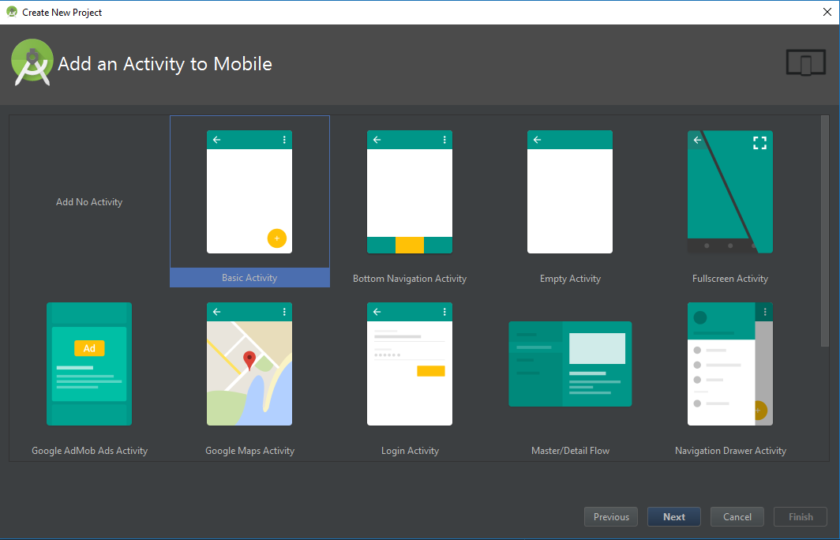 Create New Project
Add an Activity to Mobile
Add No Activity
Basic Activity
Bottom Navigation Activity
Empty Activity
Fullscreen Activity
Ad
Google AdMob Ads Activity
Google Maps Activity
Login Activity
Master/Detail Flow
Navigation Drawer Activity
Previous
Next
Cancel
Finish